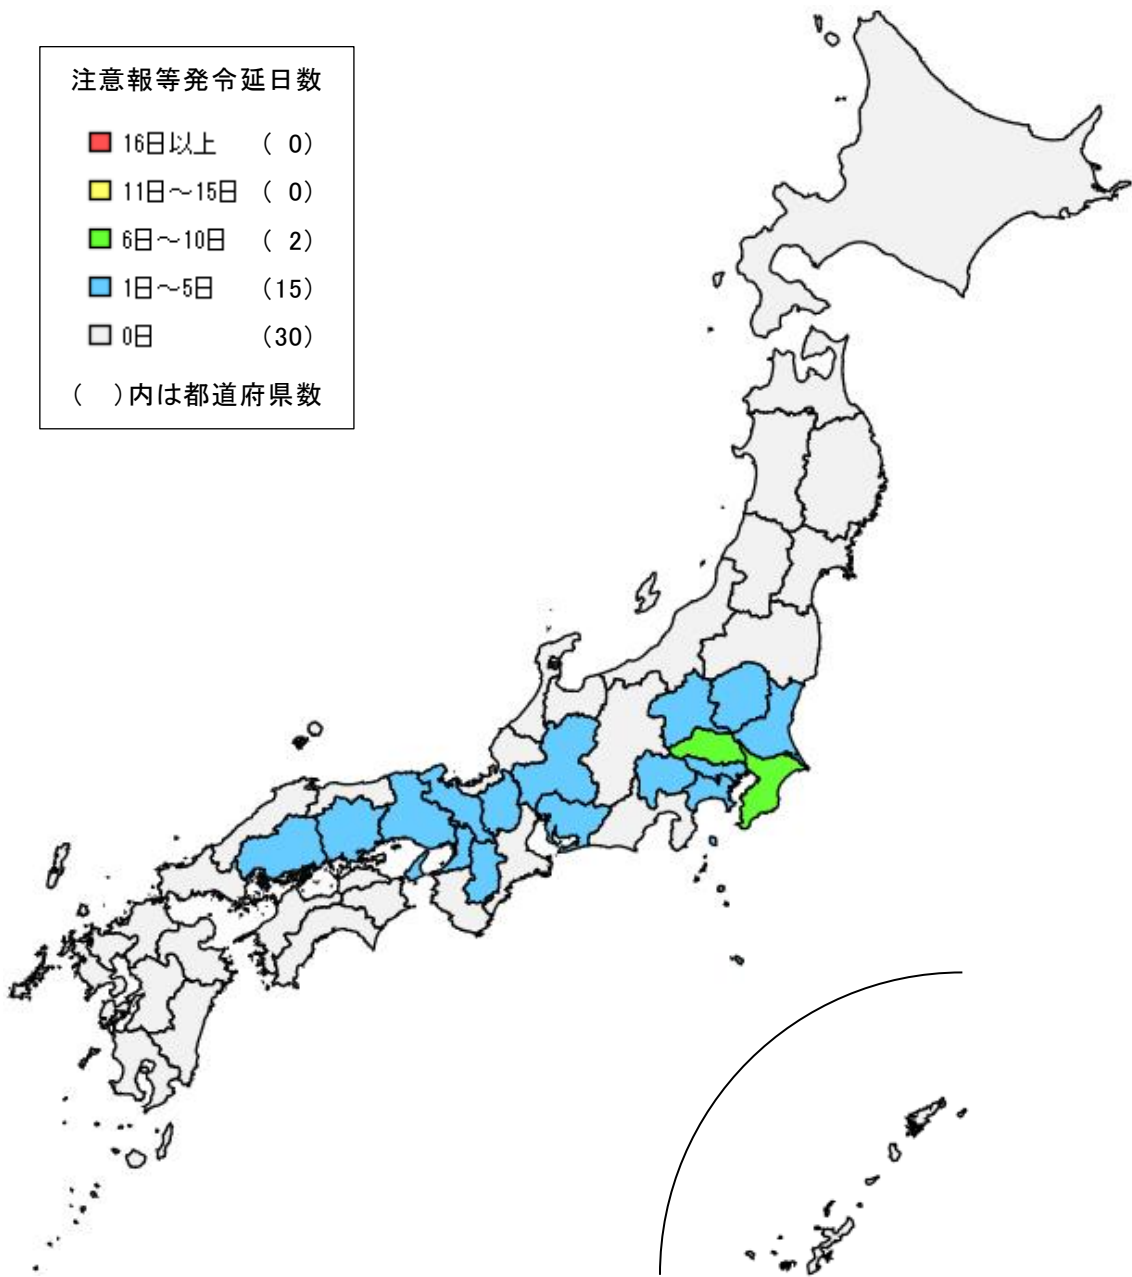 注意報等発令延日数
16日以上 ( 0)
11日～15日 ( 0)
6日～10日 ( 2)
1日～5日 (15)
0日 (30)
( )内は都道府県数